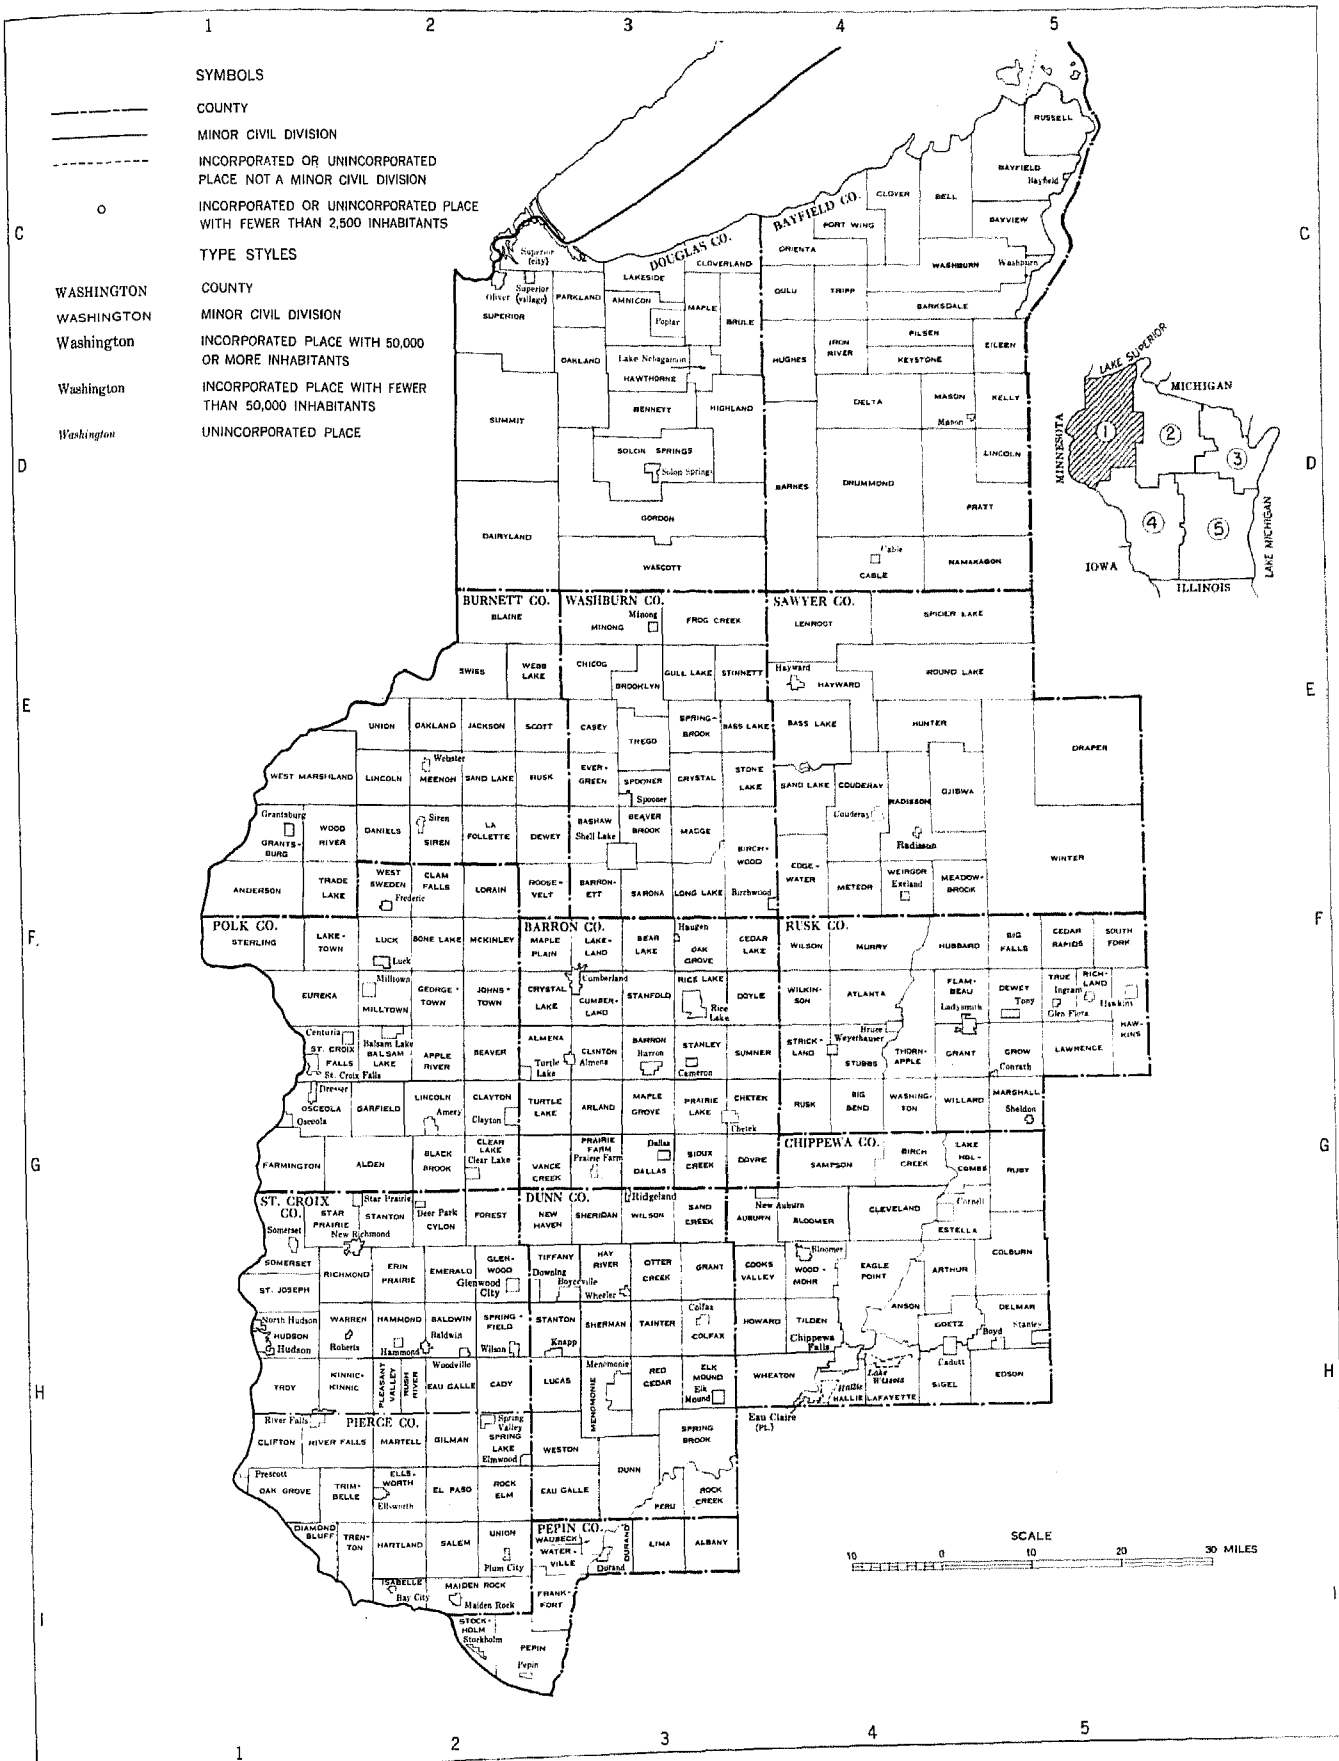 1 2 3 4 5
SYMBOLS
COUNTY
MINOR CIVIL DIVISION
INCORPORATED OR UNINCORPORATED
PLACE NOT A MINOR CIVIL DIVISION
INCORPORATED OR UNINCORPORATED PLACE
WITH FEWER THAN 2,500 INHABITANTS
TYPE STYLES
WASHINGTON COUNTY
WASHINGTON MINOR CIVIL DIVISION
Washington INCORPORATED PLACE WITH 50,000
OR MORE INHABITANTS
Washington INCORPORATED PLACE WITH FEWER
THAN 50,000 INHABITANTS
Washington UNINCORPORATED PLACE
C
D
E
F
G
H
I
C
D
E
F
G
H
I
LAKE SUPERIOR
MICHIGAN
MINNESOTA
1
2
3
4
5
LAKE MICHIGAN
IOWA
ILLINOIS
BAYFIELD CO.
RUSSELL
BAYFIELD
Bayfield
CLOVER
BELL
PORT WING
BAYVIEW
ORIENTA
WASHBURN
Washburn
OULU
TRIPP
BARKSDALE
PILSEN
HUGHES
IRON
RIVER
KEYSTONE
EILEEN
DELTA
MASON
Mason
KELLY
LINCOLN
BARNES
DRUMMOND
PRATT
Cable
CABLE
NAMAKAGON
DOUGLAS CO.
Superior
(city)
Oliver
Superior
(village)
SUPERIOR
PARKLAND
LAKESIDE
CLOVERLAND
AMNICON
Poplar
MAPLE
BRULE
OAKLAND
Lake Nebagamon
HAWTHORNE
SUMMIT
BENNETT
HIGHLAND
SOLON SPRINGS
Solon Springs
GORDON
DAIRYLAND
WASCOTT
BURNETT CO.
BLAINE
SWISS
WEBB
LAKE
UNION
OAKLAND
JACKSON
SCOTT
WEST MARSHLAND
LINCOLN
Webster
MEENON
SAND LAKE
RUSK
Grantsburg
GRANTS-
BURG
WOOD
RIVER
DANIELS
Siren
SIREN
LA
FOLLETTE
DEWEY
ANDERSON
TRADE
LAKE
ROOSE-
VELT
WASHBURN CO.
Minong
MINONG
FROG CREEK
CHICOG
BROOKLYN
GULL LAKE
STINNETT
CASEY
TREGO
SPRING-
BROOK
BASS LAKE
EVER-
GREEN
SPOONER
Spooner
CRYSTAL
STONE
LAKE
BASHAW
Shell Lake
BEAVER
BROOK
MADGE
BIRCH-
WOOD
BARRON-
ETT
SARONA
LONG LAKE
Birchwood
SAWYER CO.
LENROOT
SPIDER LAKE
Hayward
HAYWARD
ROUND LAKE
BASS LAKE
HUNTER
DRAPER
SAND LAKE
COUDERAY
Couderay
RADISSON
Radisson
OJIBWA
EDGE-
WATER
METEOR
WEIRGOR
Exeland
MEADOW-
BROOK
WINTER
POLK CO.
STERLING
WEST
SWEDEN
Frederic
CLAM
FALLS
LORAIN
LAKE-
TOWN
LUCK
Luck
BONE LAKE
MCKINLEY
EUREKA
Milltown
MILLTOWN
GEORGE-
TOWN
JOHNS-
TOWN
Centuria
ST. CROIX
FALLS
St. Croix Falls
Balsam Lake
BALSAM
LAKE
APPLE
RIVER
BEAVER
Dresser
OSCEOLA
Osceola
GARFIELD
LINCOLN
Amery
CLAYTON
Clayton
FARMINGTON
ALDEN
BLACK
BROOK
CLEAR
LAKE
Clear Lake
BARRON CO.
MAPLE
PLAIN
LAKE-
LAND
BEAR
LAKE
Haugen
OAK
GROVE
CEDAR
LAKE
CRYSTAL
LAKE
Cumberland
CUMBER-
LAND
STANFOLD
RICE LAKE
Rice
Lake
DOYLE
ALMENA
Turtle
Lake
CLINTON
Almena
BARRON
Barron
STANLEY
Cameron
SUMNER
TURTLE
LAKE
ARLAND
MAPLE
GROVE
PRAIRIE
LAKE
CHETEK
Chetek
VANCE
CREEK
PRAIRIE
FARM
Prairie Farm
Dallas
DALLAS
SIOUX
CREEK
DOVRE
RUSK CO.
WILSON
MURRY
HUBBARD
BIG
FALLS
CEDAR
RAPIDS
SOUTH
FORK
WILKIN-
SON
ATLANTA
FLAM-
BEAU
Ladysmith
DEWEY
Tony
TRUE
Ingram
Glen Flora
RICH-
LAND
Hawkins
HAW-
KINS
STRICK-
LAND
Bruce
Weyerhauser
STUBBS
THORN-
APPLE
GRANT
GROW
Conrath
LAWRENCE
RUSK
BIG
BEND
WASHING-
TON
WILLARD
MARSHALL
Sheldon
CHIPPEWA CO.
SAMPSON
BIRCH
CREEK
LAKE
HOL-
COMBE
RUBY
New Auburn
AUBURN
BLOOMER
CLEVELAND
Cornell
ESTELLA
COLBURN
COOKS
VALLEY
Bloomer
WOOD-
MOHR
EAGLE
POINT
ARTHUR
ANSON
HOWARD
TILDEN
Chippewa
Falls
GOETZ
Boyd
DELMAR
Stanley
Cadott
WHEATON
Hallie
HALLIE
Lake
Wissota
LAFAYETTE
SIGEL
EDSON
Eau Claire
(Pt.)
ST. CROIX
CO.
Somerset
SOMERSET
STAR
PRAIRIE
Star Prairie
New Richmond
STANTON
Deer Park
CYLON
FOREST
ST. JOSEPH
RICHMOND
ERIN
PRAIRIE
EMERALD
GLEN-
WOOD
Glenwood
City
North Hudson
HUDSON
Hudson
WARREN
Roberts
HAMMOND
Hammond
BALDWIN
Baldwin
SPRING-
FIELD
Wilson
TROY
KINNIC-
KINNIC
PLEASANT
VALLEY
RUSH
RIVER
Woodville
EAU GALLE
CADY
DUNN CO.
NEW
HAVEN
SHERIDAN
Ridgeland
WILSON
SAND
CREEK
TIFFANY
Downing
Boyceville
HAY
RIVER
Wheeler
OTTER
CREEK
GRANT
STANTON
Knapp
SHERMAN
TAINTER
Colfax
COLFAX
LUCAS
Menomonie
MENOMONIE
RED
CEDAR
ELK
MOUND
Elk
Mound
WESTON
DUNN
SPRING
BROOK
EAU GALLE
PERU
ROCK
CREEK
PIERCE CO.
River Falls
CLIFTON
RIVER FALLS
MARTELL
GILMAN
Spring
Valley
SPRING
LAKE
Elmwood
Prescott
OAK GROVE
TRIM-
BELLE
ELLS-
WORTH
Ellsworth
EL PASO
ROCK
ELM
DIAMOND
BLUFF
TREN-
TON
HARTLAND
SALEM
UNION
Plum City
ISABELLE
Bay City
MAIDEN ROCK
Maiden Rock
PEPIN CO.
WAUBECK
WATER-
VILLE
DURAND
Durand
LIMA
ALBANY
FRANK-
FORT
STOCK-
HOLM
Stockholm
PEPIN
Pepin
SCALE
10 0 10 20 30 MILES
1 2 3 4 5